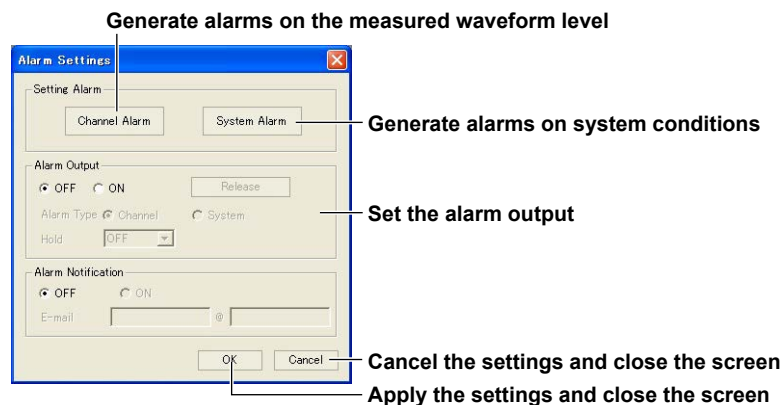 Generate alarms on the measured waveform level
Alarm Settings
Setting Alarm
Channel Alarm
System Alarm
Generate alarms on system conditions
Alarm Output
OFF ON Release
Alarm Type Channel System
Set the alarm output
Hold OFF
Alarm Notification
OFF ON
E-mail @
OK Cancel
Cancel the settings and close the screen
Apply the settings and close the screen